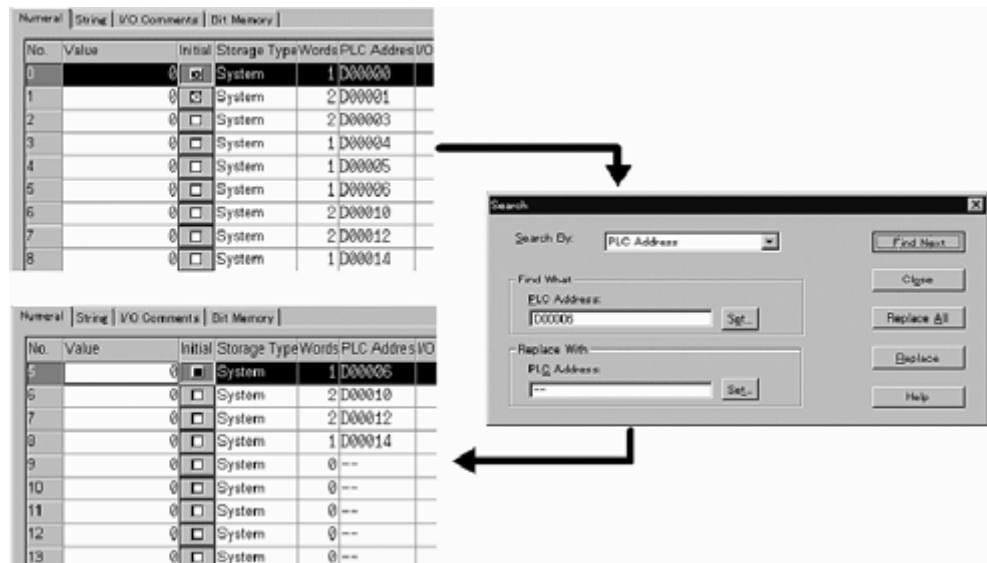 Numeral String I/O Comments Bit Memory
No. Value Initial Storage Type Words PLC Addres I/O
0 0 System 1 D00000
1 0 System 2 D00001
2 0 System 2 D00003
3 0 System 1 D00004
4 0 System 1 D00005
5 0 System 1 D00006
6 0 System 2 D00010
7 0 System 2 D00012
8 0 System 1 D00014
Search
Search By: PLC Address Find Next
Find What Close
PLC Address:
D00006 Set... Replace All
Replace With
PLC Address: Replace
-- Set... Help
Numeral String I/O Comments Bit Memory
No. Value Initial Storage Type Words PLC Addres I/O
5 0 System 1 D00006
6 0 System 2 D00010
7 0 System 2 D00012
8 0 System 1 D00014
9 0 System 0 --
10 0 System 0 --
11 0 System 0 --
12 0 System 0 --
13 0 System 0 --